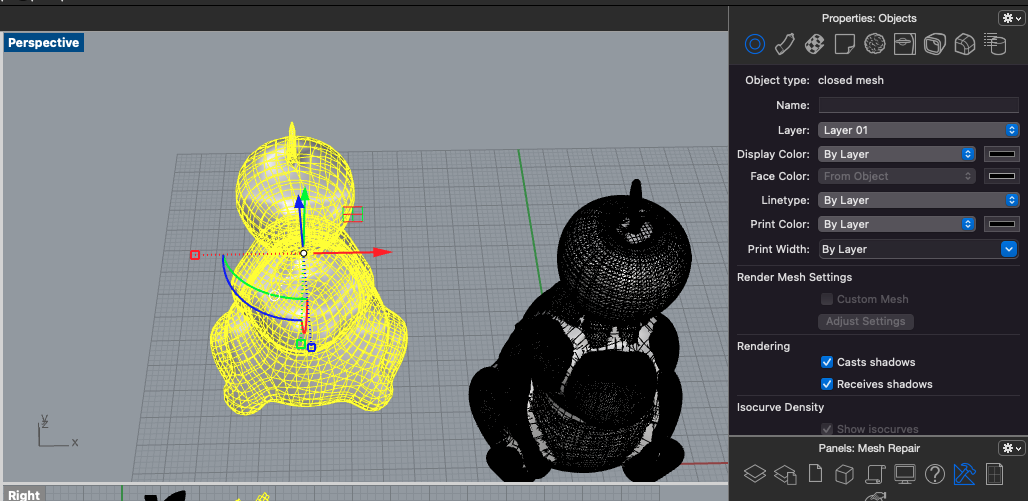 Properties: Objects
Perspective
Object type: closed mesh
Name:
Layer: Layer 01
Display Color: By Layer
Face Color: From Object
Linetype: By Layer
Print Color: By Layer
Print Width: By Layer
Render Mesh Settings
Custom Mesh
Adjust Settings
Rendering
Casts shadows
Receives shadows
Isocurve Density
Show isocurves
Panels: Mesh Repair
y
z
x
Right